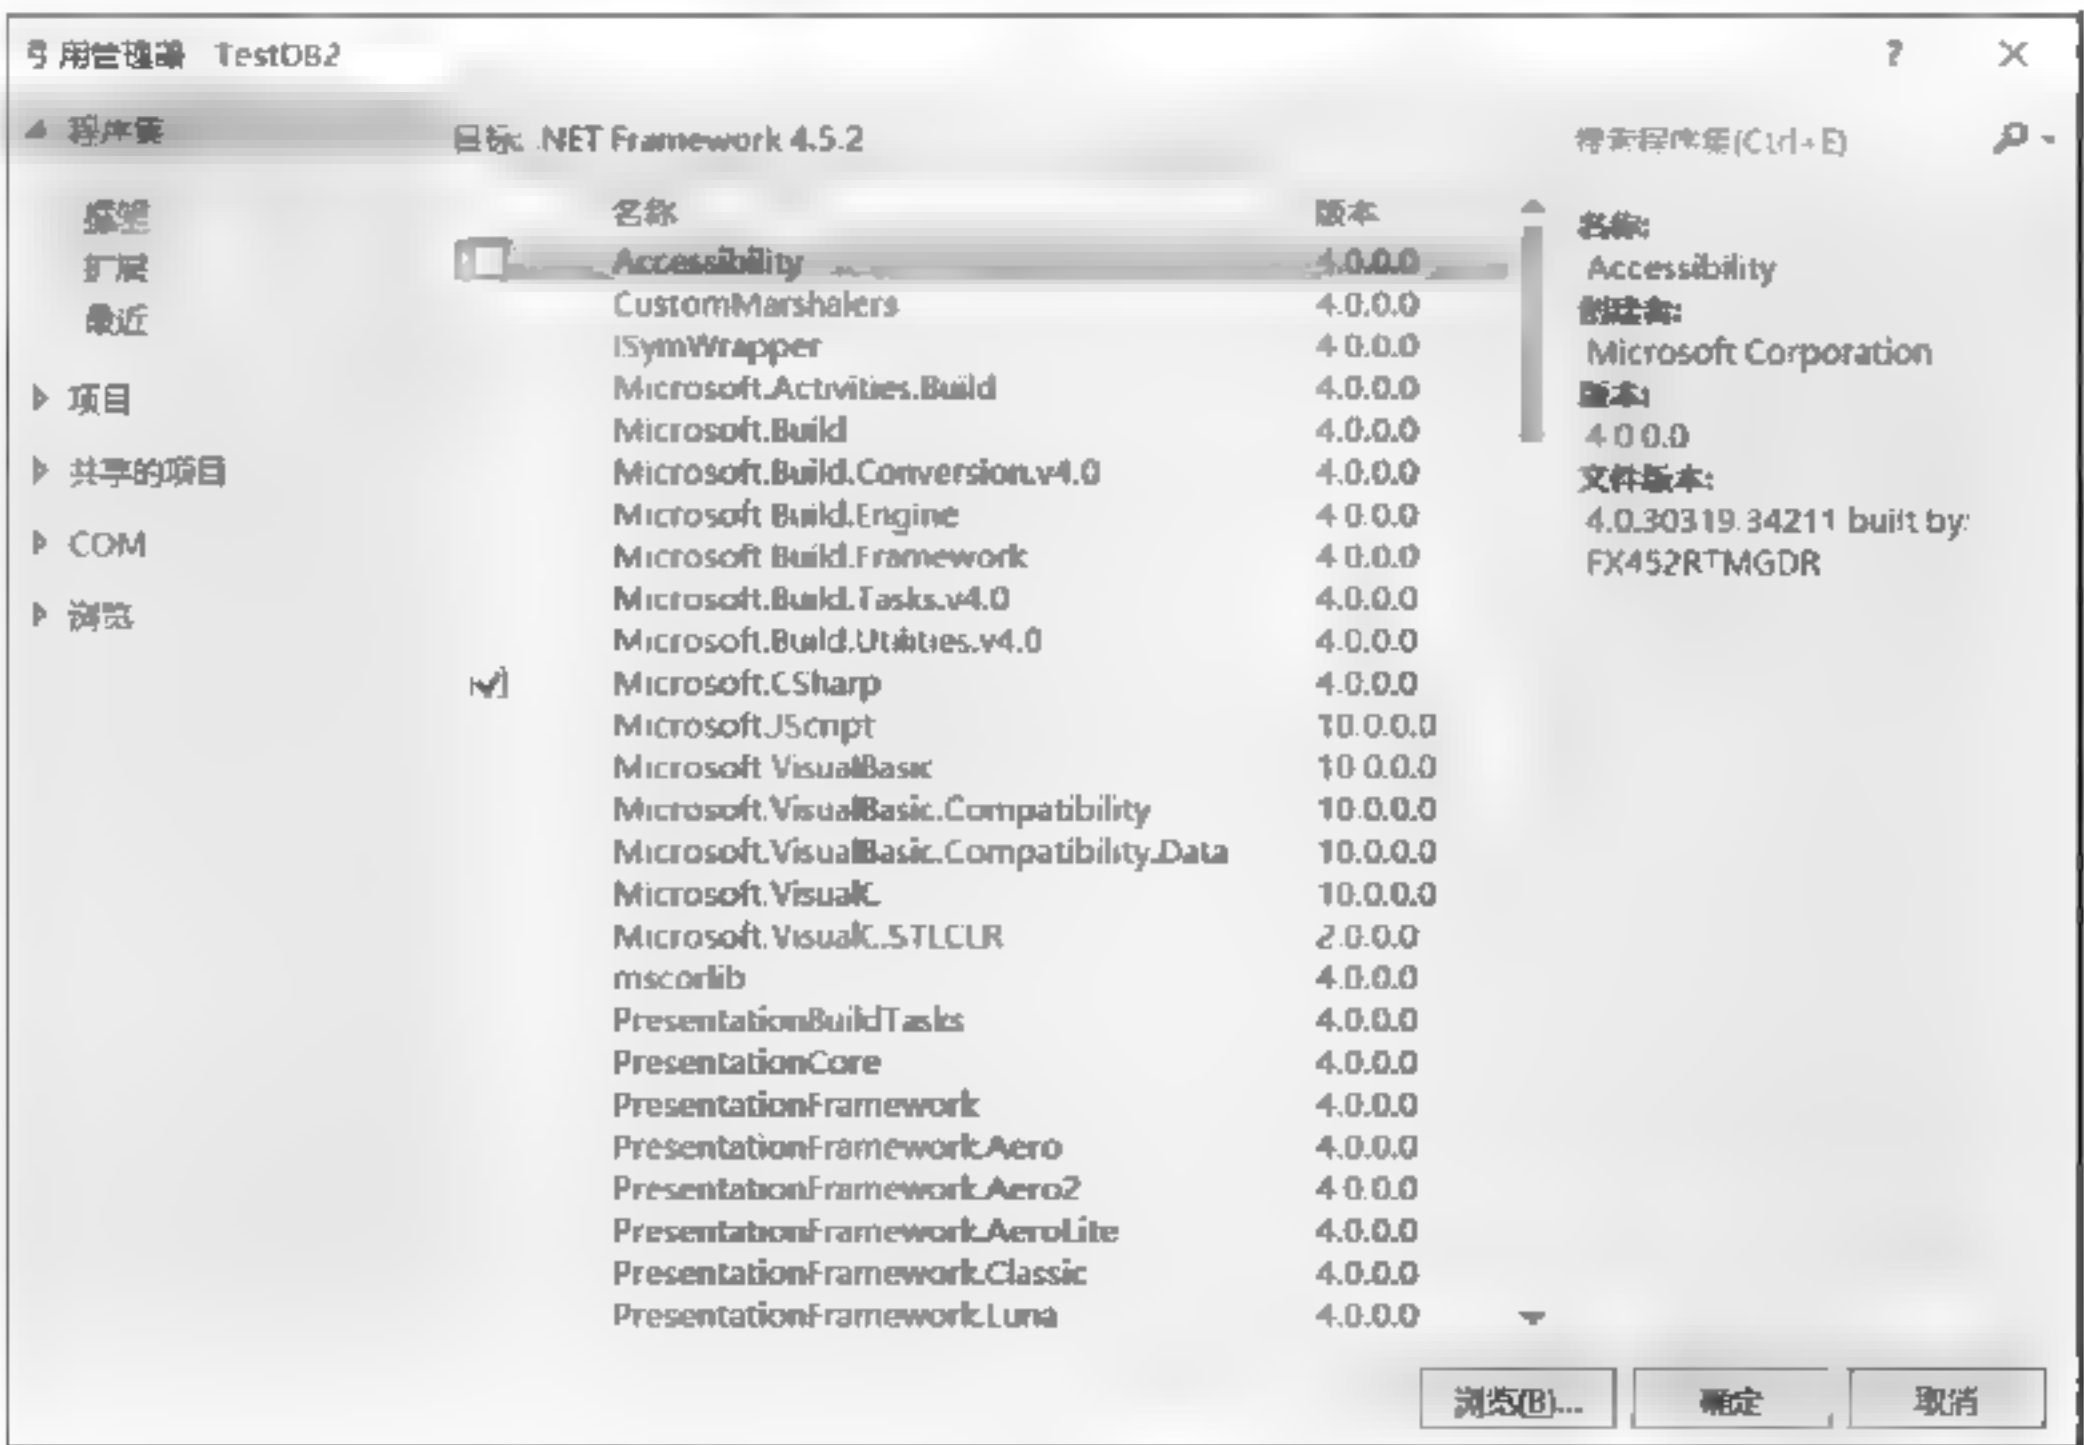 引用管理器 TestOB2
?
程序集
框架
扩展
最近
项目
共享的项目
COM
浏览
目标: .NET Framework 4.5.2
搜索程序集(Ctrl+E)
名称 版本
Accessibility 4.0.0.0
CustomMarshalers 4.0.0.0
ISymWrapper 4.0.0.0
Microsoft.Activities.Build 4.0.0.0
Microsoft.Build 4.0.0.0
Microsoft.Build.Conversion.v4.0 4.0.0.0
Microsoft.Build.Engine 4.0.0.0
Microsoft.Build.Framework 4.0.0.0
Microsoft.Build.Tasks.v4.0 4.0.0.0
Microsoft.Build.Utilities.v4.0 4.0.0.0
Microsoft.CSharp 4.0.0.0
Microsoft.JScript 10.0.0.0
Microsoft.VisualBasic 10.0.0.0
Microsoft.VisualBasic.Compatibility 10.0.0.0
Microsoft.VisualBasic.Compatibility.Data 10.0.0.0
Microsoft.VisualC 10.0.0.0
Microsoft.VisualC.STLCLR 2.0.0.0
mscorlib 4.0.0.0
PresentationBuildTasks 4.0.0.0
PresentationCore 4.0.0.0
PresentationFramework 4.0.0.0
PresentationFramework.Aero 4.0.0.0
PresentationFramework.Aero2 4.0.0.0
PresentationFramework.AeroLite 4.0.0.0
PresentationFramework.Classic 4.0.0.0
PresentationFramework.Luna 4.0.0.0
名称:
Accessibility
创建者:
Microsoft Corporation
版本:
4.0.0.0
文件版本:
4.0.30319.34211 built by:
FX452RTMGDR
浏览(B)... 确定 取消